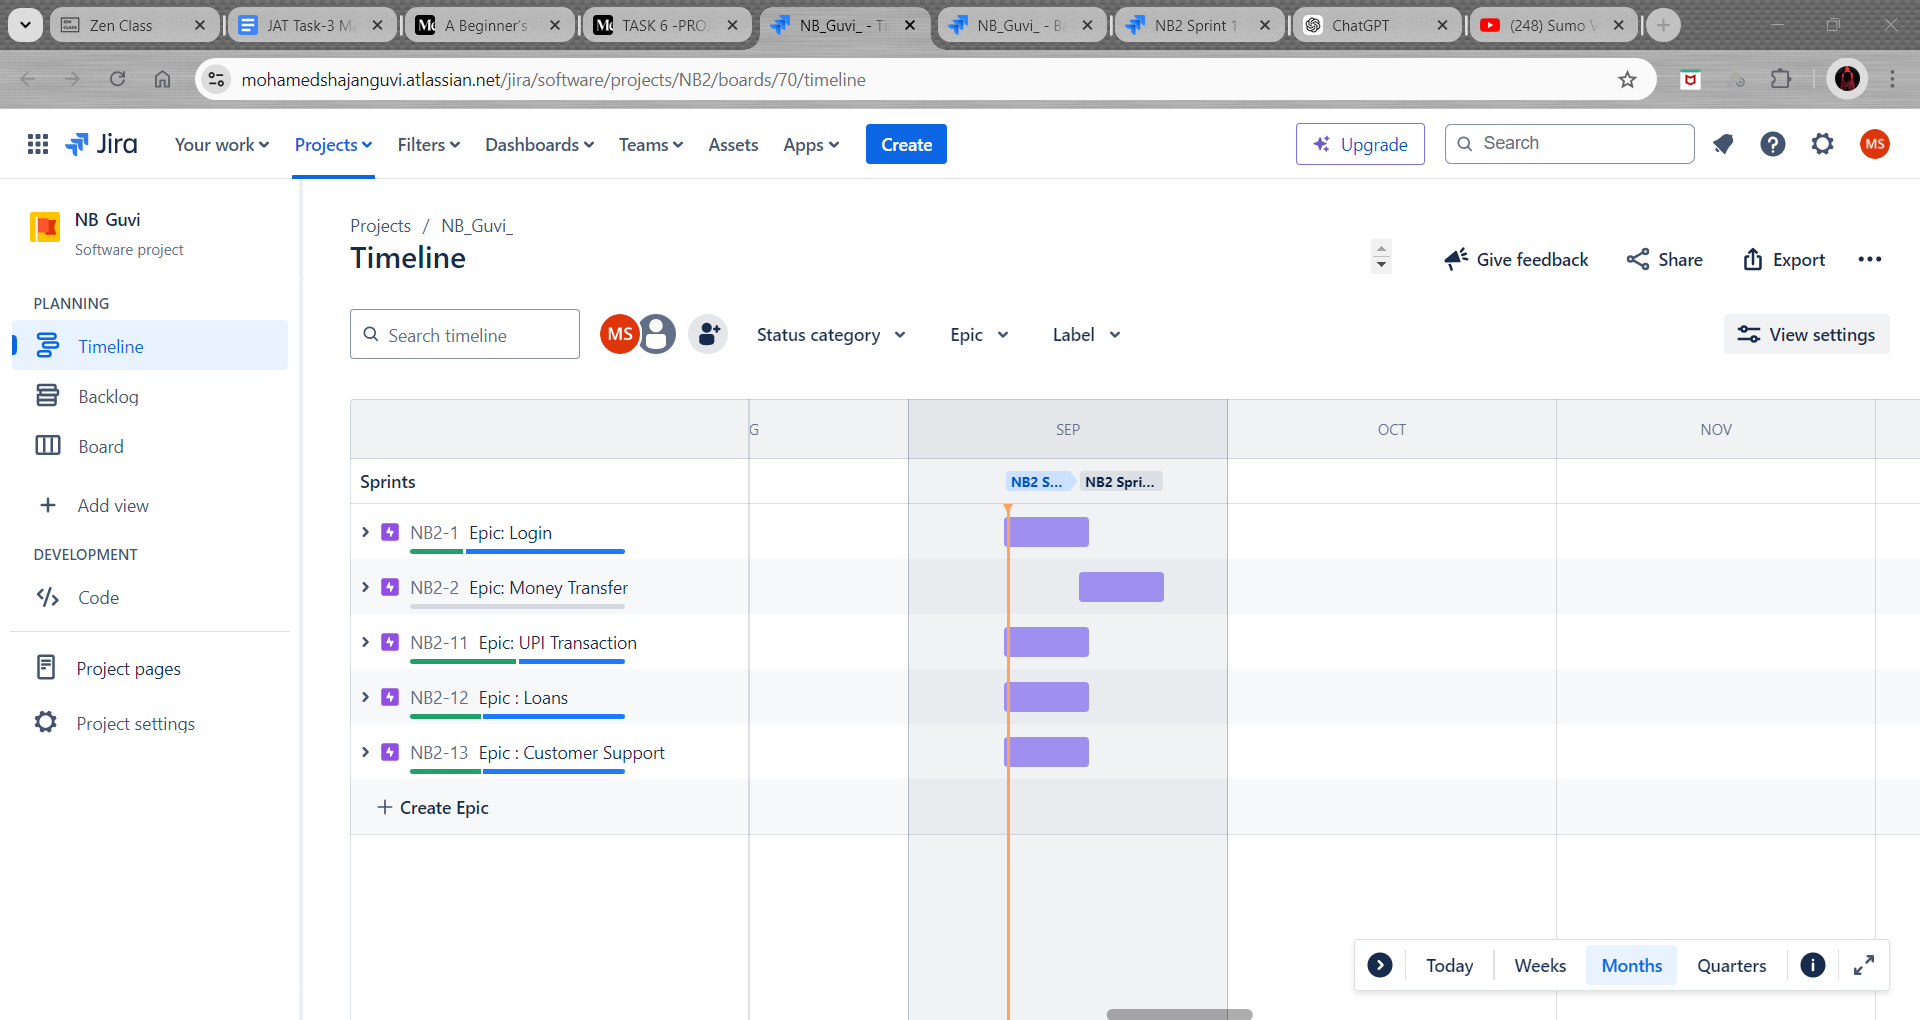 Zen Class
JAT Task-3 M
A Beginner's
TASK 6 -PRO
NB_Guvi_ - Ti
NB_Guvi_ - Ba
NB2 Sprint 1
ChatGPT
(248) Sumo V
mohamedshajanguvi.atlassian.net/jira/software/projects/NB2/boards/70/timeline
Jira
Your work
Projects
Filters
Dashboards
Teams
Assets
Apps
Create
Upgrade
Search
MS
NB Guvi
Software project
PLANNING
Timeline
Backlog
Board
Add view
DEVELOPMENT
Code
Project pages
Project settings
Projects / NB_Guvi_
Timeline
Give feedback
Share
Export
Search timeline
MS
Status category
Epic
Label
View settings
G
SEP
OCT
NOV
Sprints
NB2 S...
NB2 Spri...
NB2-1 Epic: Login
NB2-2 Epic: Money Transfer
NB2-11 Epic: UPI Transaction
NB2-12 Epic : Loans
NB2-13 Epic : Customer Support
Create Epic
Today
Weeks
Months
Quarters